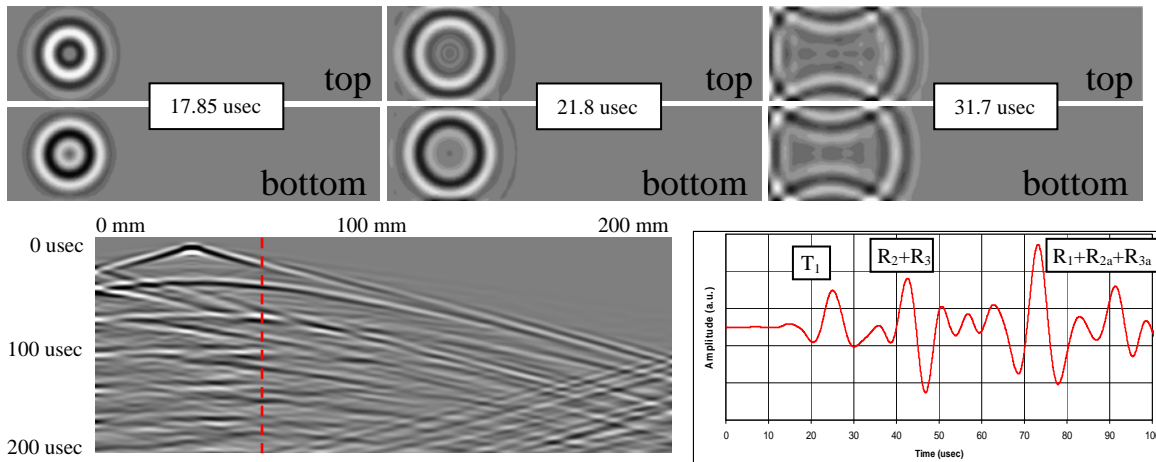 top
top
top
17.85 usec
21.8 usec
31.7 usec
bottom
bottom
bottom
0 mm
100 mm
200 mm
0 usec
100 usec
200 usec
T1
R2+R3
R1+R2a+R3a
Amplitude (a.u.)
0 10 20 30 40 50 60 70 80 90 100
Time (usec)